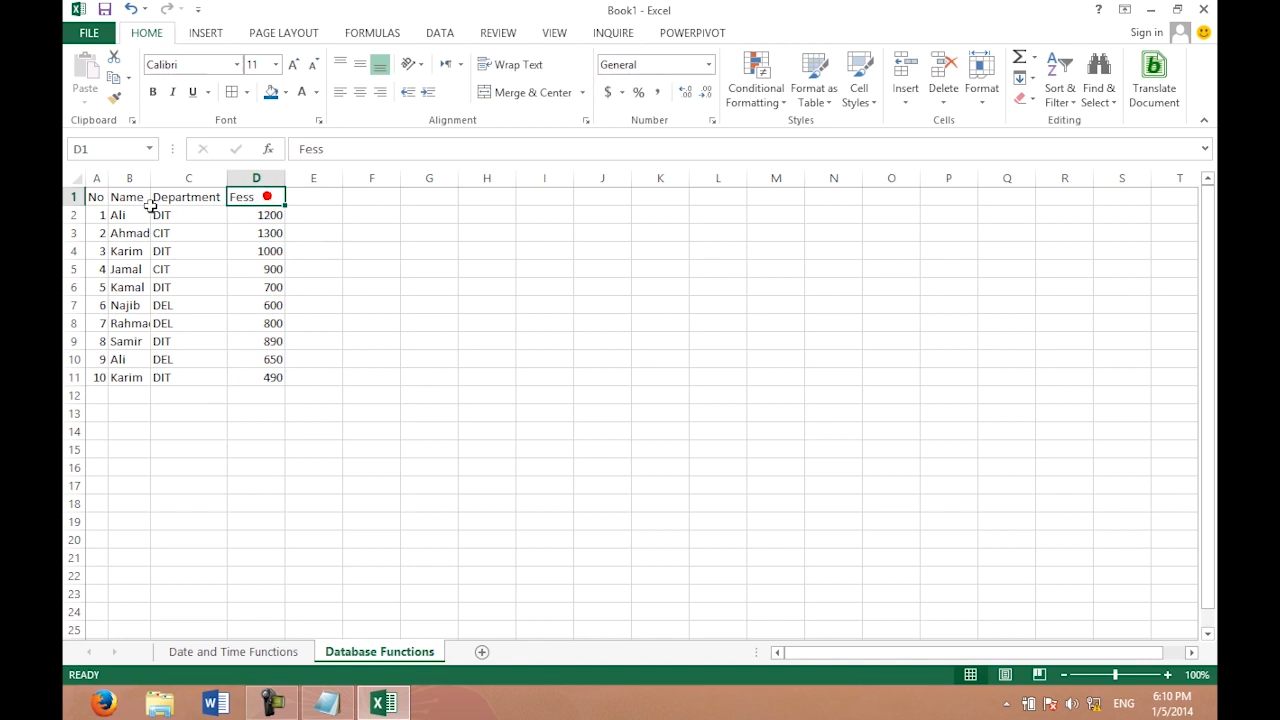 Book1 - Excel
FILE HOME INSERT PAGE LAYOUT FORMULAS DATA REVIEW VIEW INQUIRE POWERPIVOT Sign in
Calibri 11 Wrap Text General
Paste B I U Merge & Center $ % , Conditional Formatting Format as Table Cell Styles Insert Delete Format Sort & Filter Find & Select Translate Document
Clipboard Font Alignment Number Styles Cells Editing
D1 fx Fess
A B C D E F G H I J K L M N O P Q R S T
1 No Name Department Fess
2 1 Ali DIT 1200
3 2 Ahmad CIT 1300
4 3 Karim DIT 1000
5 4 Jamal CIT 900
6 5 Kamal DIT 700
7 6 Najib DEL 600
8 7 Rahma DEL 800
9 8 Samir DIT 890
10 9 Ali DEL 650
11 10 Karim DIT 490
12
13
14
15
16
17
18
19
20
21
22
23
24
25
Date and Time Functions Database Functions
READY 100%
ENG 6:10 PM
1/5/2014